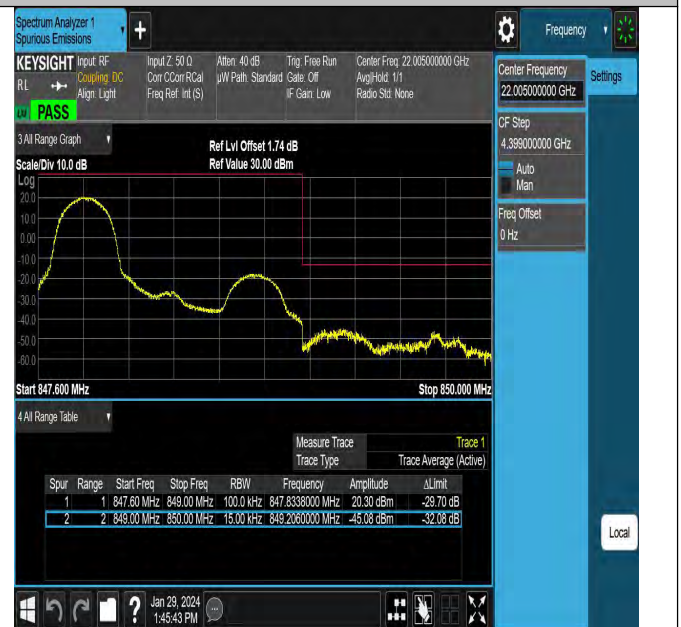 Spectrum Analyzer 1
Spurious Emissions
Frequency
KEYSIGHT Input: RF Input Z: 50 Ω Atten: 40 dB Trig: Free Run Center Freq: 22.005000000 GHz
RL Coupling: DC Corr CCorr RCal µW Path: Standard Gate: Off Avg|Hold: 1/1
Align: Light Freq Ref: Int (S) IF Gain: Low Radio Std: None
LM PASS
Center Frequency
22.005000000 GHz
Settings
CF Step
4.399000000 GHz
Auto
Man
Freq Offset
0 Hz
3 All Range Graph
Ref Lvl Offset 1.74 dB
Scale/Div 10.0 dB Ref Value 30.00 dBm
Log
20.0
10.0
0.00
-10.0
-20.0
-30.0
-40.0
-50.0
-60.0
Start 847.600 MHz Stop 850.000 MHz
4 All Range Table
Measure Trace Trace 1
Trace Type Trace Average (Active)
Spur Range Start Freq Stop Freq RBW Frequency Amplitude ΔLimit
1 1 847.60 MHz 849.00 MHz 100.0 kHz 847.8338000 MHz 20.30 dBm -29.70 dB
2 2 849.00 MHz 850.00 MHz 15.00 kHz 849.2060000 MHz -45.08 dBm -32.08 dB
Local
? Jan 29, 2024
1:45:43 PM